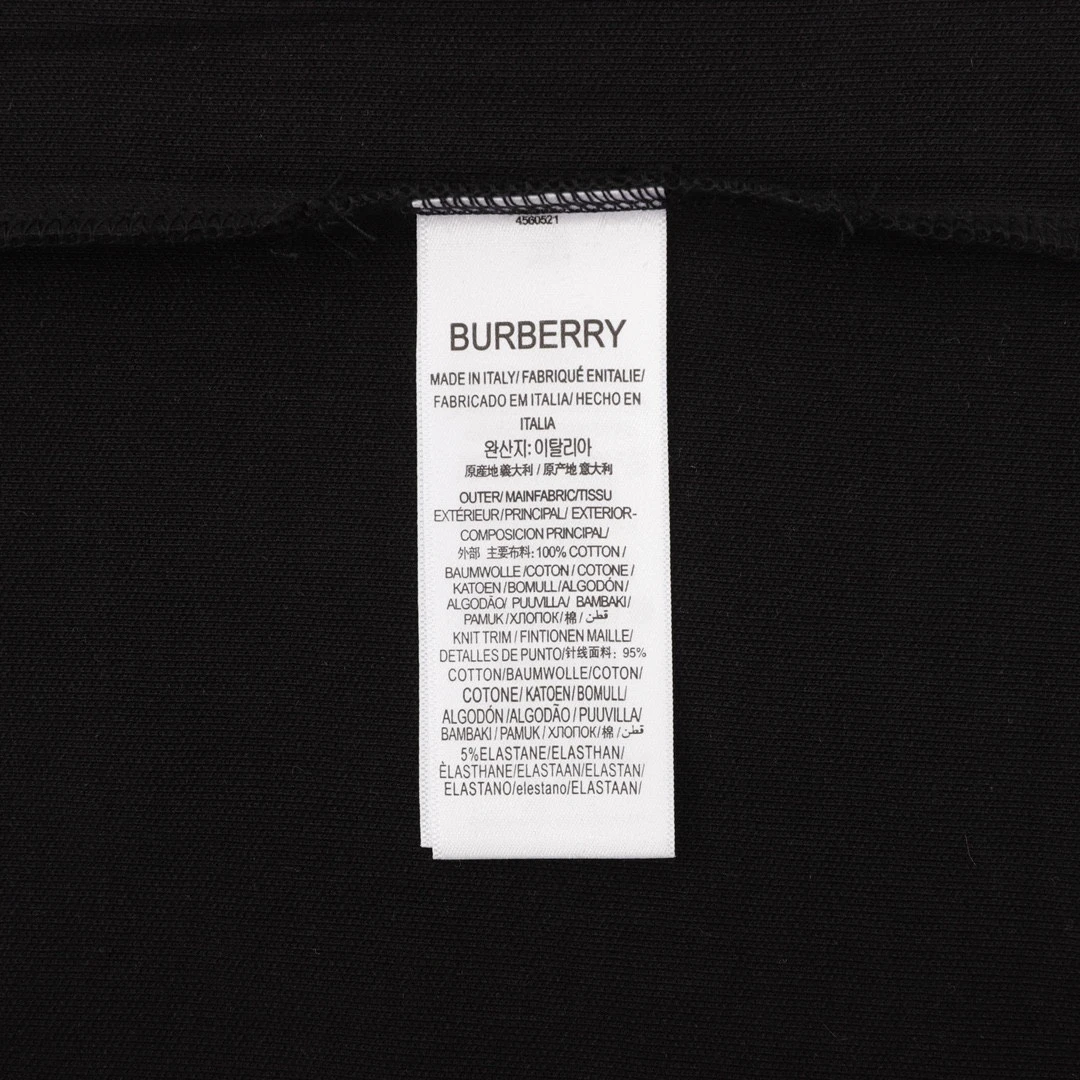 4560521
BURBERRY
MADE IN ITALY/ FABRIQUÉ ENITALIE/
FABRICADO EM ITALIA/ HECHO EN
ITALIA
완산지: 이탈리아
原産地義大利 / 原产地意大利
OUTER/ MAINFABRIC/TISSU
EXTÉRIEUR/PRINCIPAL/ EXTERIOR-
COMPOSICION PRINCIPAL/
外部 主要布料: 100% COTTON /
BAUMWOLLE /COTON / COTONE /
KATOEN /BOMULL/ALGODÓN /
ALGODÃO/ PUUVILLA/ BAMBAKI /
PAMUK / ХЛОПОК/ 棉 / قطن /
KNIT TRIM / FINTIONEN MAILLE/
DETALLES DE PUNTO/针线面料: 95%
COTTON/BAUMWOLLE/COTON/
COTONE/ KATOEN / BOMULL/
ALGODÓN /ALGODÃO / PUUVILLA/
BAMBAKI / PAMUK / ХЛОПОК/棉 / قطن/
5%ELASTANE/ELASTHAN/
ÈLASTHANE/ELASTAAN/ELASTAN/
ELASTANO/elestano/ELASTAAN/